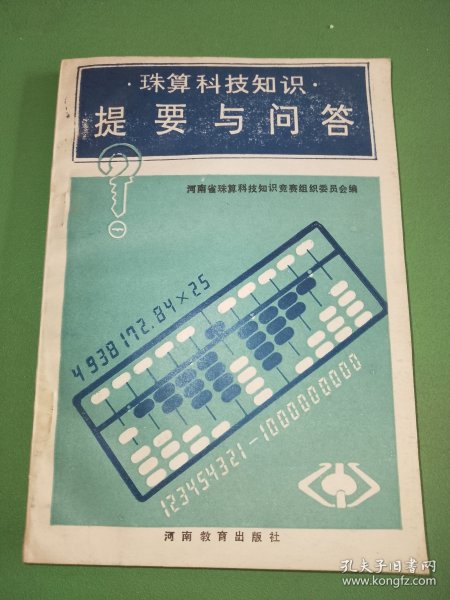 ·珠算科技知识·
提要与问答
河南省珠算科技知识竞赛组织委员会编
4938172.84×25
123454321-1000000000
河南教育出版社
孔夫子旧书网
www.kongfz.com